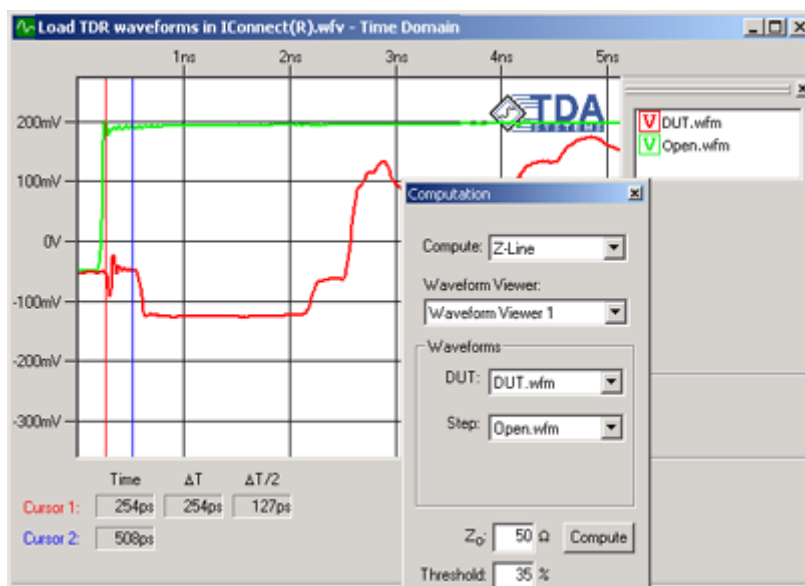 Load TDR waveforms in IConnect(R).wfv - Time Domain
1ns 2ns 3ns 4ns 5ns
200mV
100mV
0V
-100mV
-200mV
-300mV
TDA
SYSTEMS
V DUT.wfm
V Open.wfm
Computation
Compute: Z-Line
Waveform Viewer:
Waveform Viewer 1
Waveforms
DUT: DUT.wfm
Step: Open.wfm
Z₀: 50 Ω Compute
Threshold: 35 %
Time ΔT ΔT/2
Cursor 1: 254ps 254ps 127ps
Cursor 2: 508ps